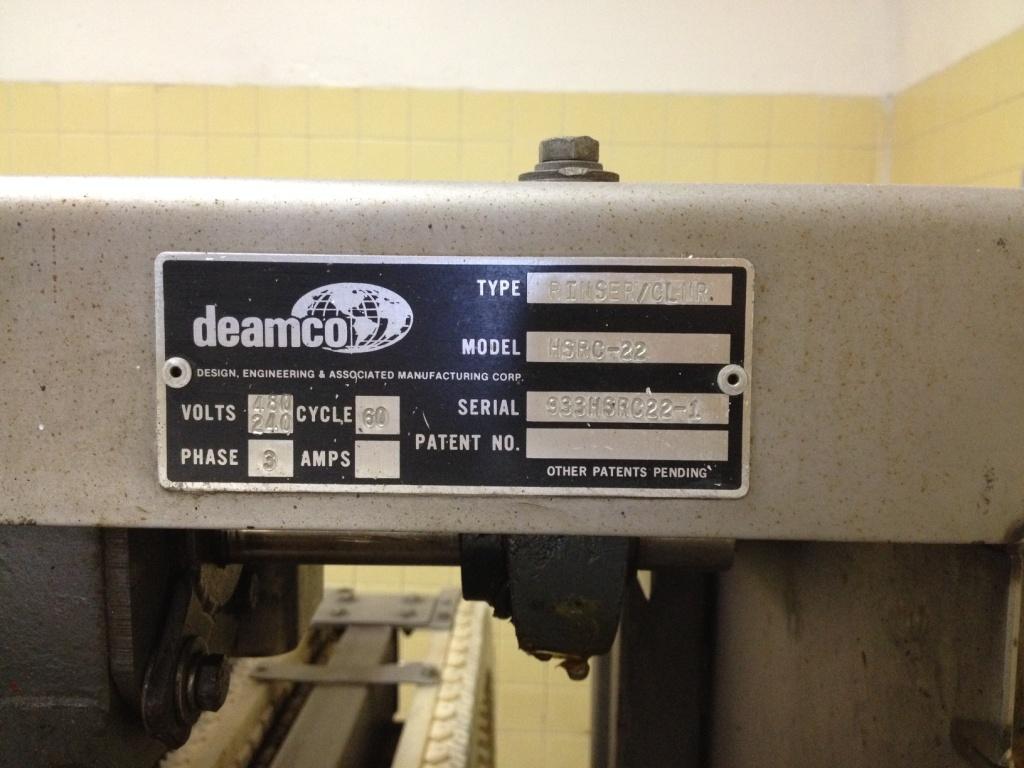 deamco
DESIGN, ENGINEERING & ASSOCIATED MANUFACTURING CORP.
TYPE RINSER/CLNR
MODEL HSRC-22
SERIAL 933HSRC22-1
PATENT NO.
OTHER PATENTS PENDING
VOLTS 480 240 CYCLE 60
PHASE 3 AMPS